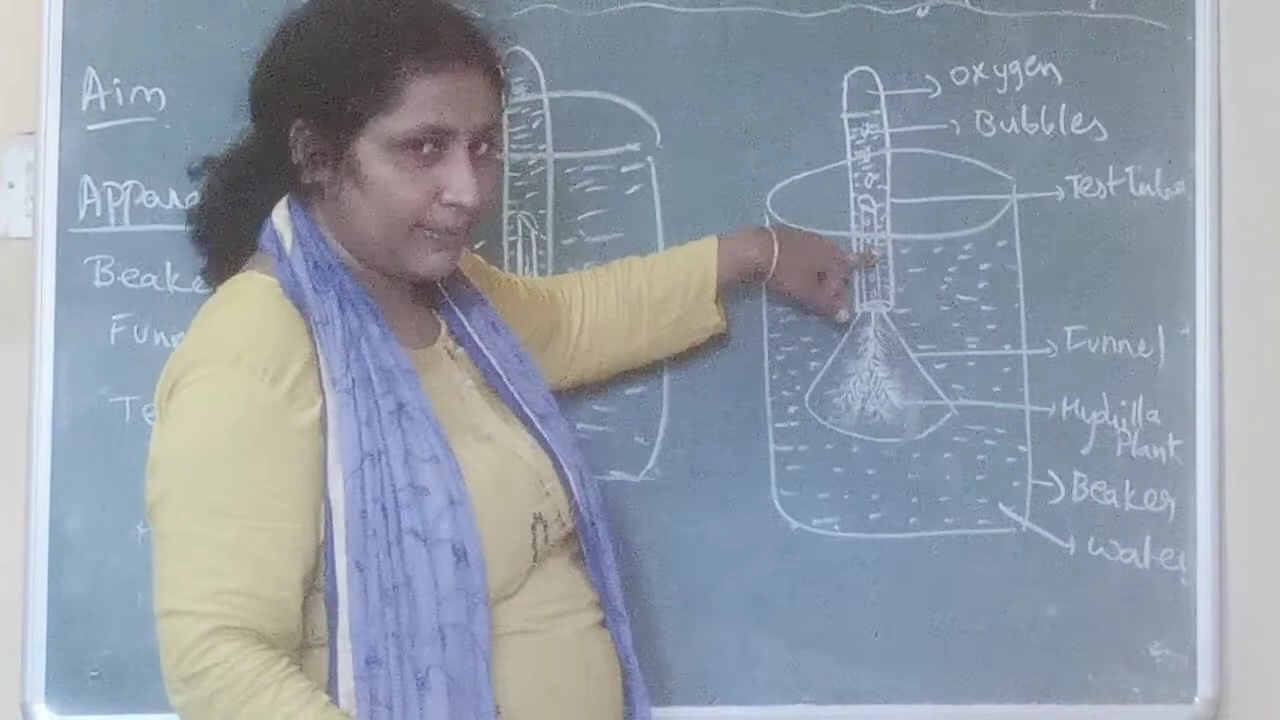 Aim
Appara
Beake
Funn
Te
Oxygen
Bubbles
Test Tube
Funnel
Hydrilla
Plant
Beaker
Water